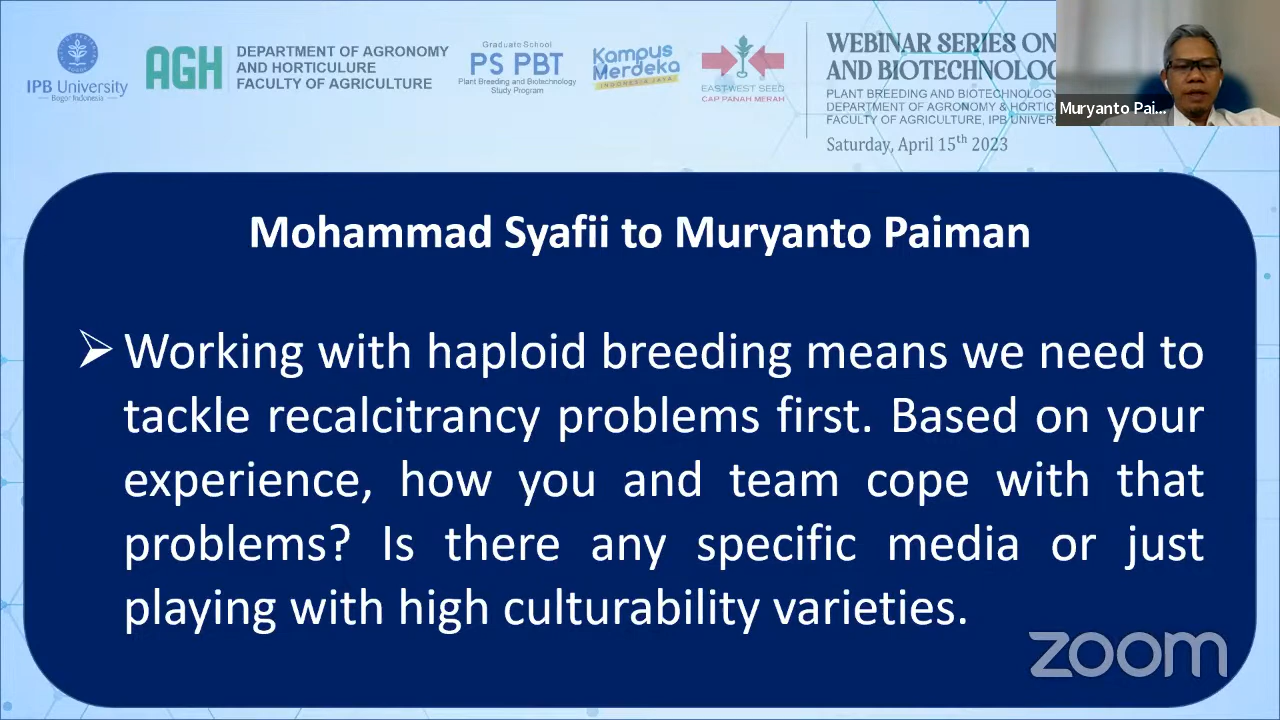 IPB University
Bogor Indonesia
AGH
DEPARTMENT OF AGRONOMY
AND HORTICULTURE
FACULTY OF AGRICULTURE
Graduate School
PS PBT
Plant Breeding and Biotechnology
Study Program
Kampus
Merdeka
INDONESIA JAYA
EAST-WEST SEED
CAP PANAH MERAH
WEBINAR SERIES ON
AND BIOTECHNOLOG
PLANT BREEDING AND BIOTECHNOLOGY
DEPARTMENT OF AGRONOMY & HORTIC
FACULTY OF AGRICULTURE, IPB UNIVERS
Saturday, April 15th 2023
Muryanto Pai...
Mohammad Syafii to Muryanto Paiman
Working with haploid breeding means we need to
tackle recalcitrancy problems first. Based on your
experience, how you and team cope with that
problems? Is there any specific media or just
playing with high culturability varieties.
zoom